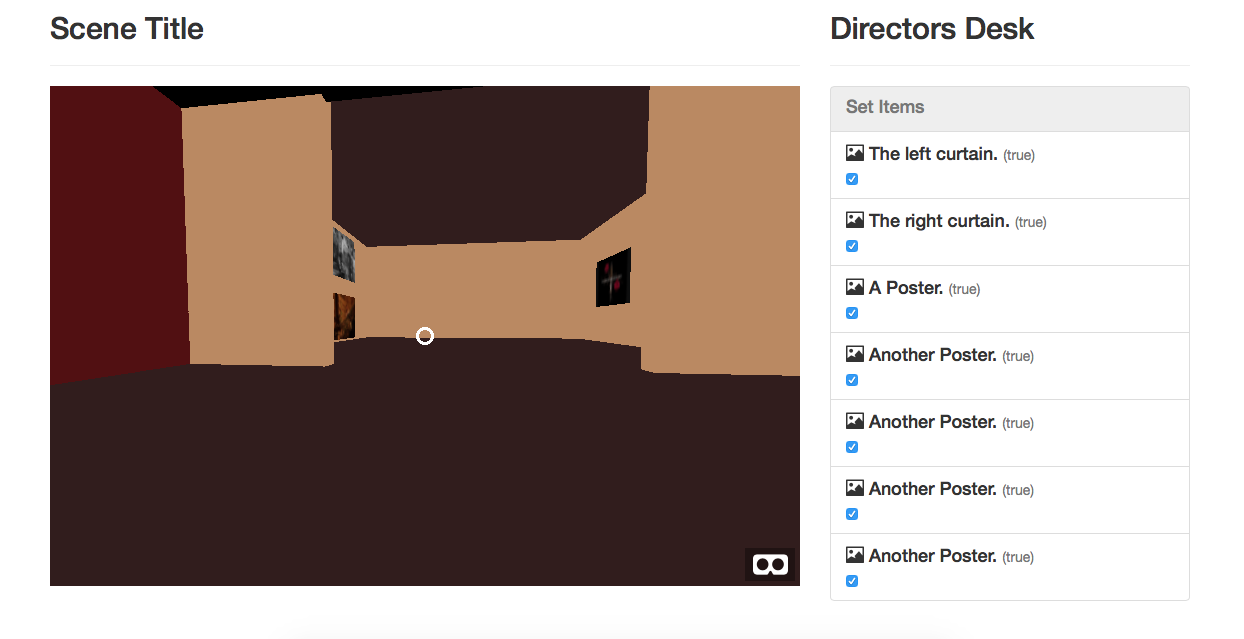 Scene Title
Directors Desk
Set Items
The left curtain. (true)
The right curtain. (true)
A Poster. (true)
Another Poster. (true)
Another Poster. (true)
Another Poster. (true)
Another Poster. (true)